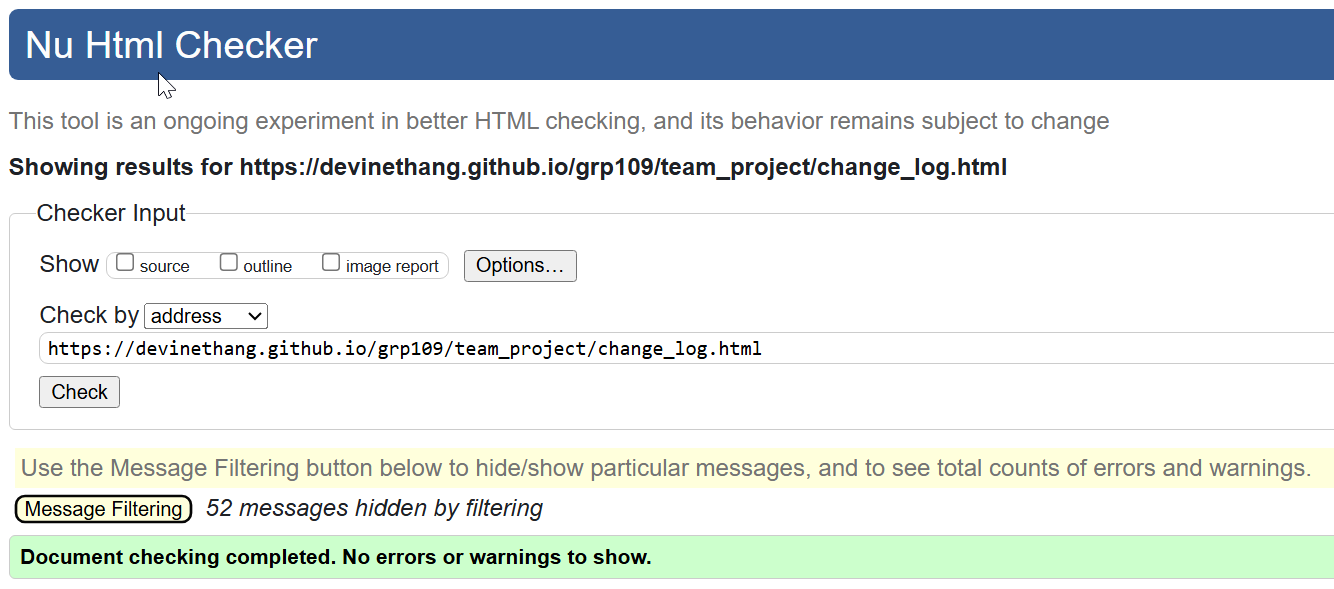 Nu Html Checker
This tool is an ongoing experiment in better HTML checking, and its behavior remains subject to change
Showing results for https://devinethang.github.io/grp109/team_project/change_log.html
Checker Input
Show source outline image report Options…
Check by address
https://devinethang.github.io/grp109/team_project/change_log.html
Check
Use the Message Filtering button below to hide/show particular messages, and to see total counts of errors and warnings.
Message Filtering 52 messages hidden by filtering
Document checking completed. No errors or warnings to show.